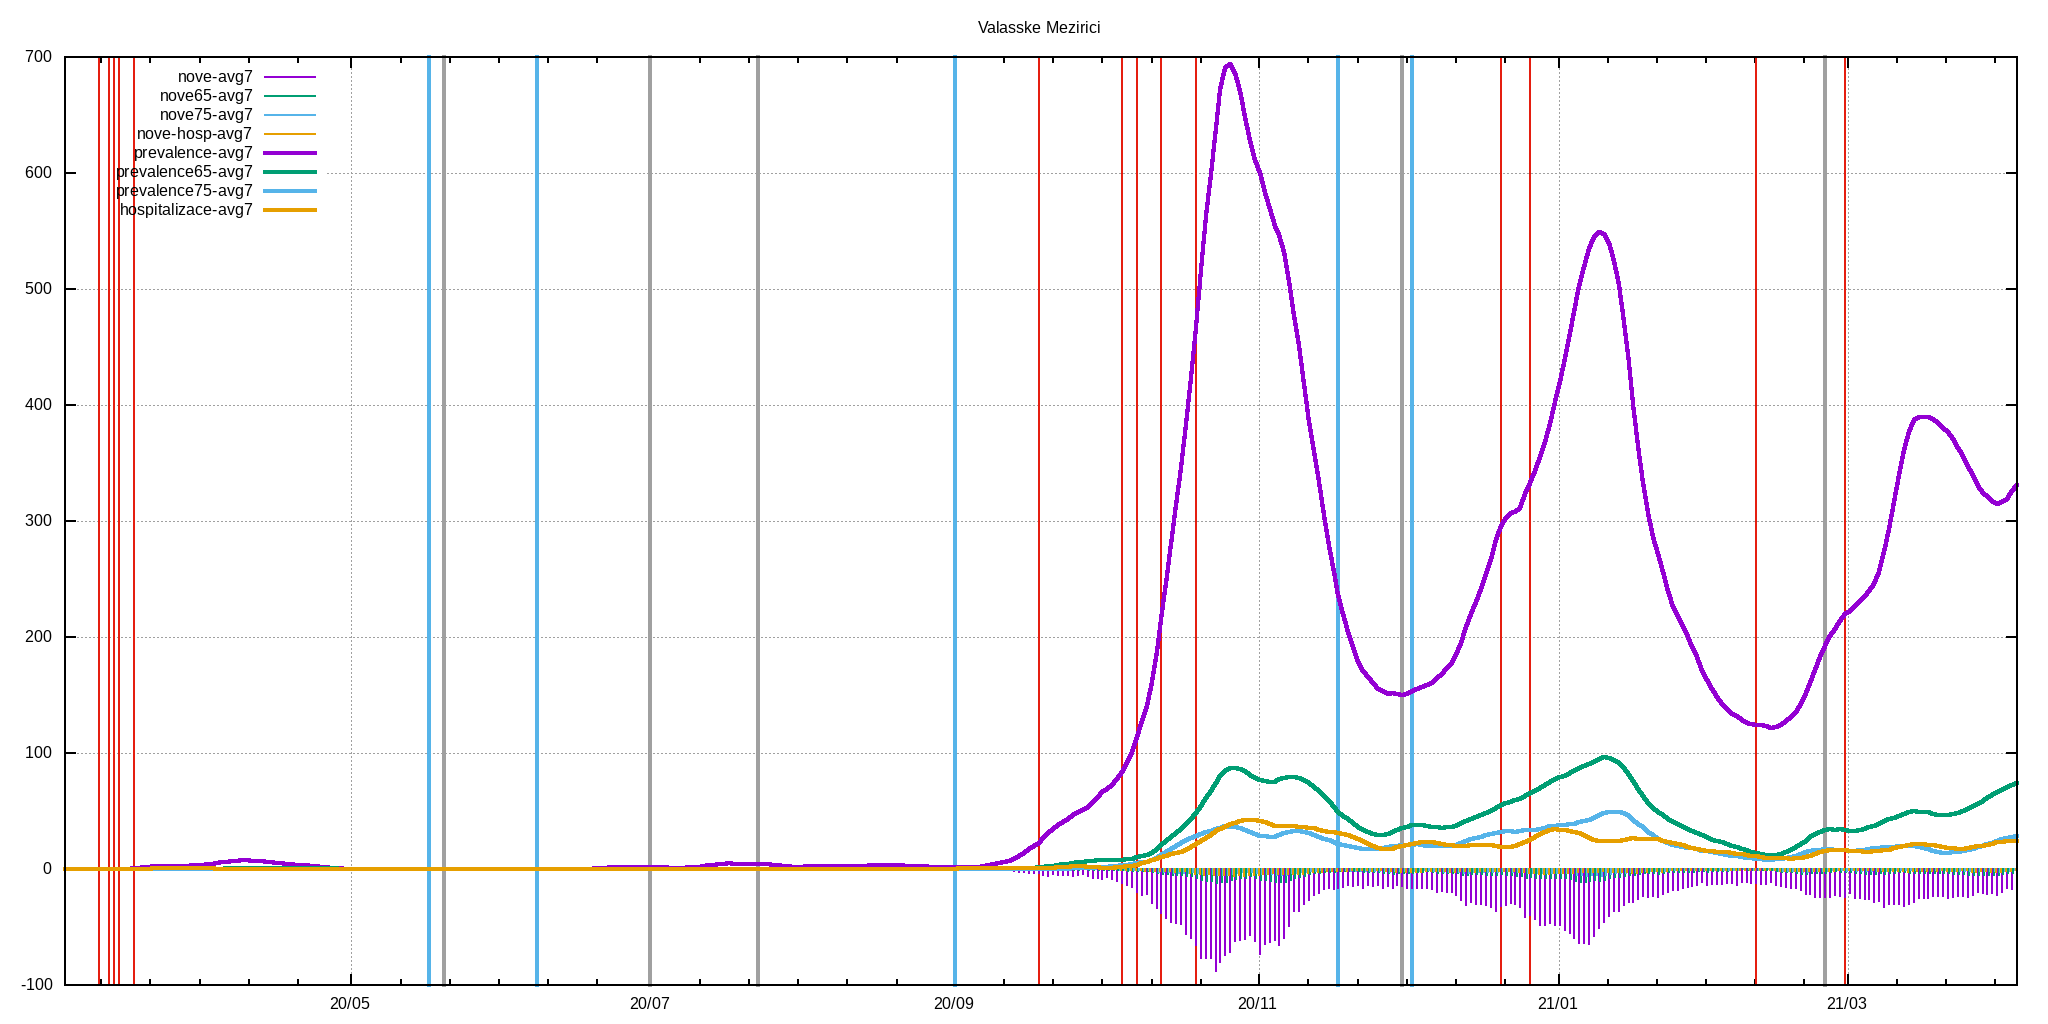 Valasske Mezirici
700
600
500
400
300
200
100
0
-100
nove-avg7
nove65-avg7
nove75-avg7
nove-hosp-avg7
prevalence-avg7
prevalence65-avg7
prevalence75-avg7
hospitalizace-avg7
20/05 20/07 20/09 20/11 21/01 21/03